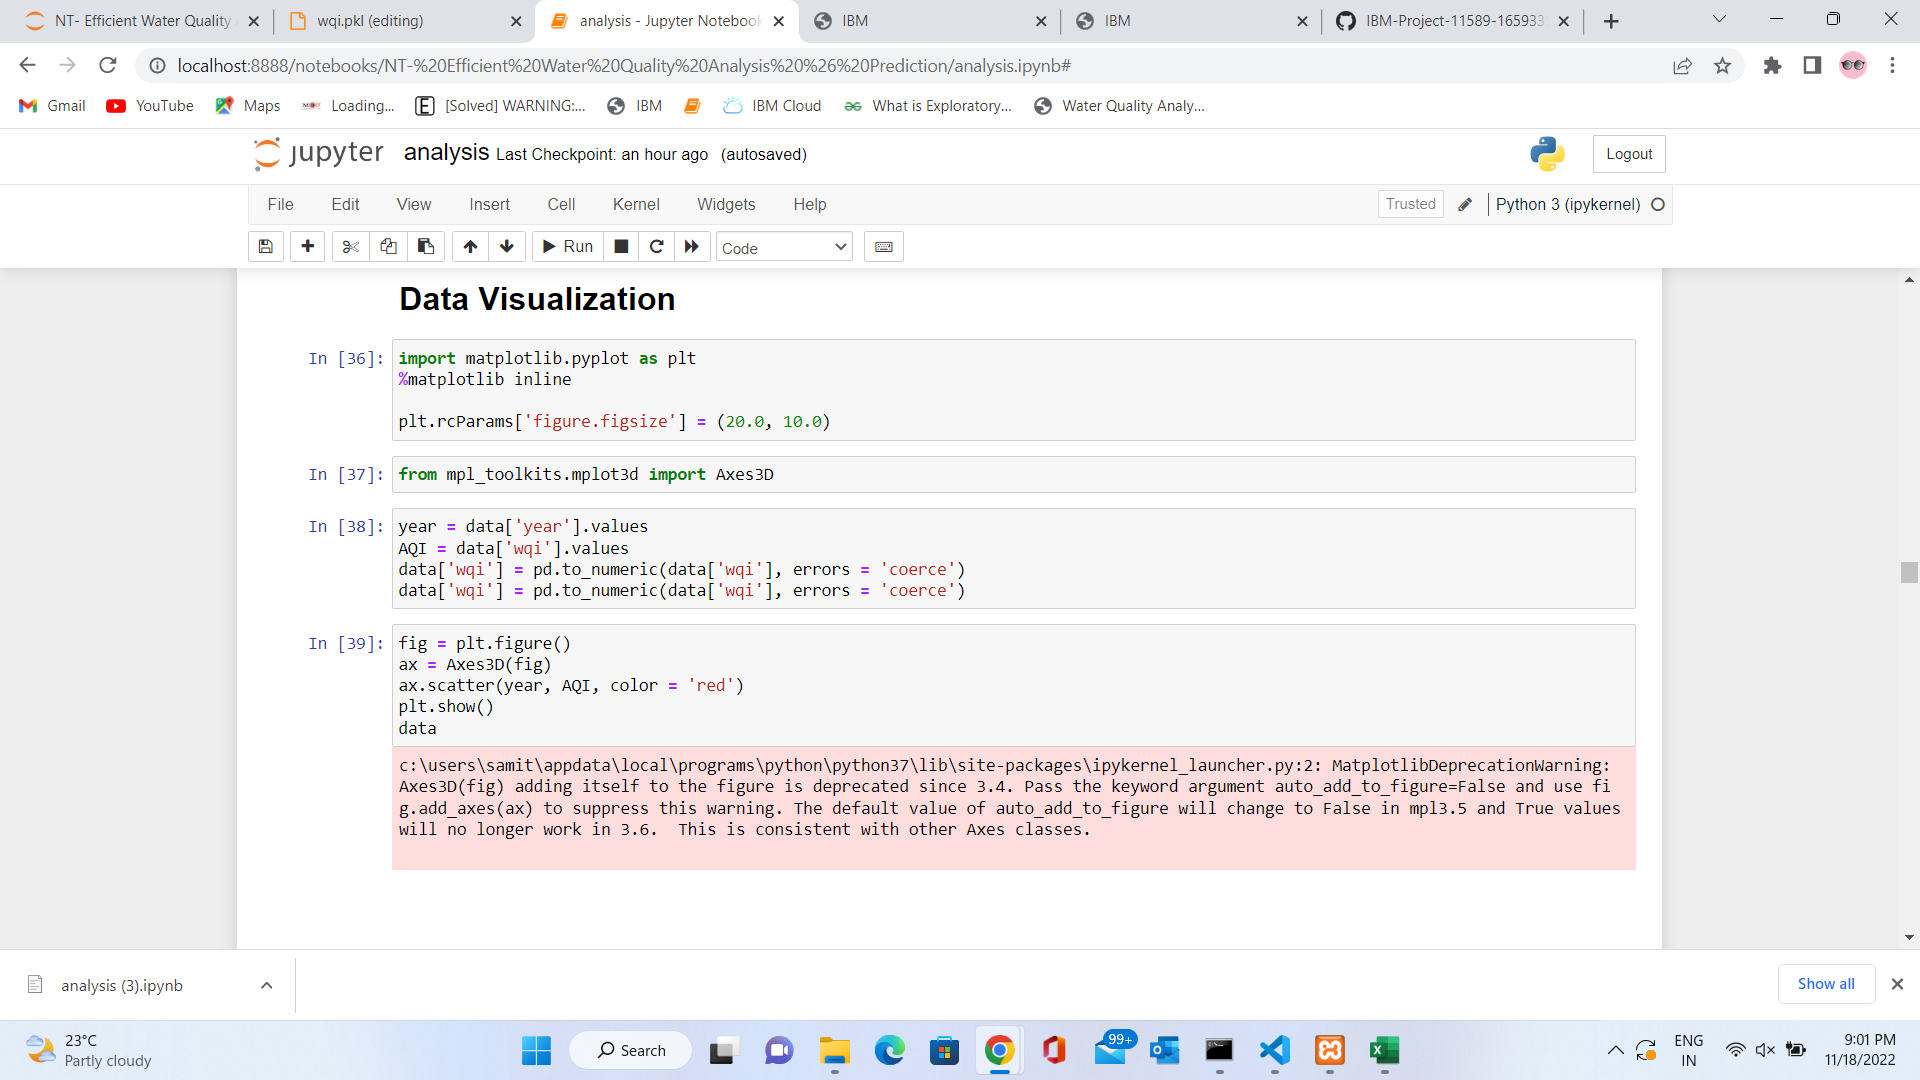 NT- Efficient Water Quality
wqi.pkl (editing)
analysis - Jupyter Notebook
IBM
IBM
IBM-Project-11589-165933
localhost:8888/notebooks/NT-%20Efficient%20Water%20Quality%20Analysis%20%26%20Prediction/analysis.ipynb#
Gmail
YouTube
Maps
Loading...
[Solved] WARNING:...
IBM
IBM Cloud
What is Exploratory...
Water Quality Analy...
jupyter analysis Last Checkpoint: an hour ago (autosaved)
Logout
File Edit View Insert Cell Kernel Widgets Help
Trusted
Python 3 (ipykernel)
Run
Code
Data Visualization
In [36]: import matplotlib.pyplot as plt
%matplotlib inline
plt.rcParams['figure.figsize'] = (20.0, 10.0)
In [37]: from mpl_toolkits.mplot3d import Axes3D
In [38]: year = data['year'].values
AQI = data['wqi'].values
data['wqi'] = pd.to_numeric(data['wqi'], errors = 'coerce')
data['wqi'] = pd.to_numeric(data['wqi'], errors = 'coerce')
In [39]: fig = plt.figure()
ax = Axes3D(fig)
ax.scatter(year, AQI, color = 'red')
plt.show()
data
c:\users\samit\appdata\local\programs\python\python37\lib\site-packages\ipykernel_launcher.py:2: MatplotlibDeprecationWarning:
Axes3D(fig) adding itself to the figure is deprecated since 3.4. Pass the keyword argument auto_add_to_figure=False and use fi
g.add_axes(ax) to suppress this warning. The default value of auto_add_to_figure will change to False in mpl3.5 and True values
will no longer work in 3.6.  This is consistent with other Axes classes.
analysis (3).ipynb
Show all
23°C
Partly cloudy
Search
99+
ENG
IN
9:01 PM
11/18/2022